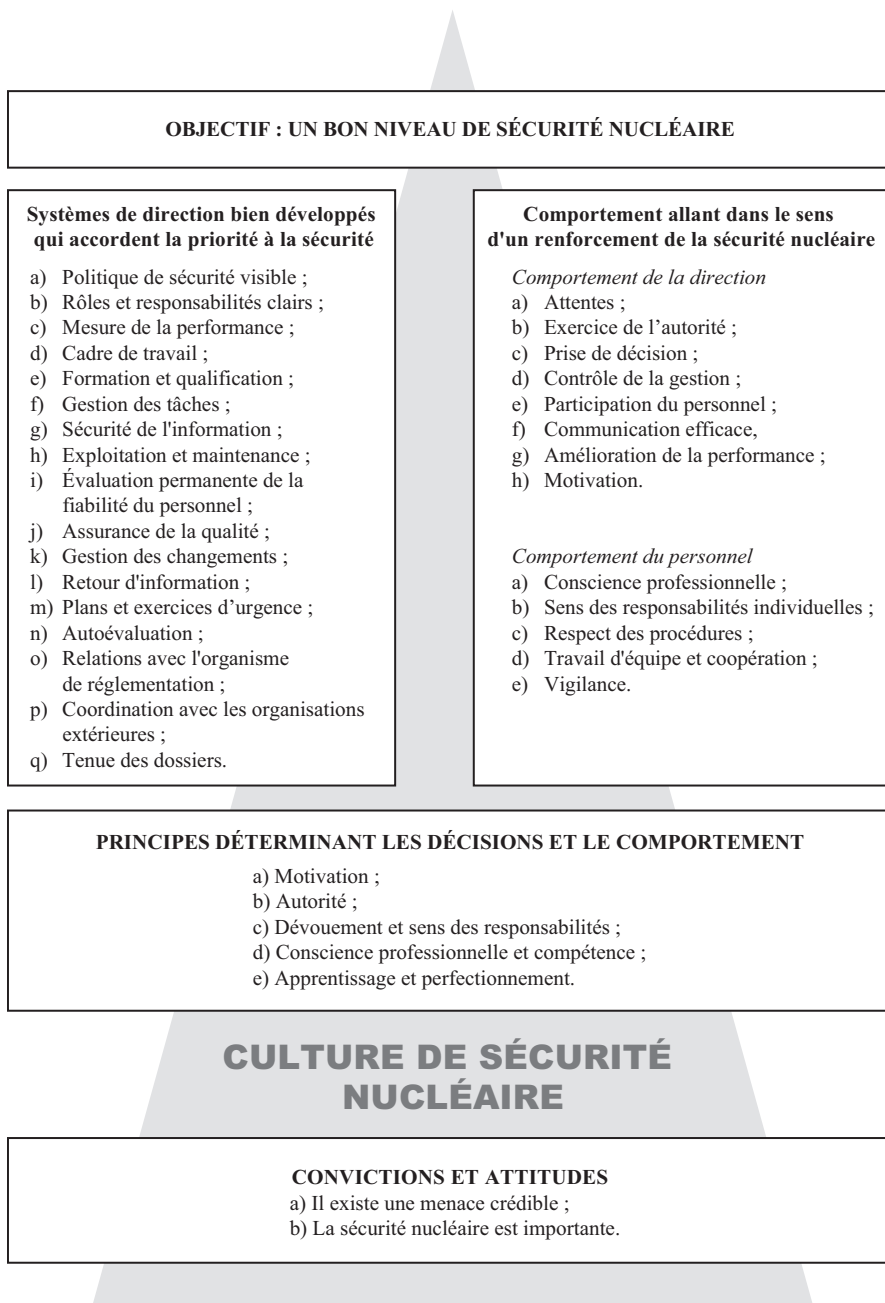 OBJECTIF : UN BON NIVEAU DE SÉCURITÉ NUCLÉAIRE
Systèmes de direction bien développés
qui accordent la priorité à la sécurité
a) Politique de sécurité visible ;
b) Rôles et responsabilités clairs ;
c) Mesure de la performance ;
d) Cadre de travail ;
e) Formation et qualification ;
f) Gestion des tâches ;
g) Sécurité de l'information ;
h) Exploitation et maintenance ;
i) Évaluation permanente de la
fiabilité du personnel ;
j) Assurance de la qualité ;
k) Gestion des changements ;
l) Retour d'information ;
m) Plans et exercices d’urgence ;
n) Autoévaluation ;
o) Relations avec l'organisme
de réglementation ;
p) Coordination avec les organisations
extérieures ;
q) Tenue des dossiers.
Comportement allant dans le sens
d'un renforcement de la sécurité nucléaire
Comportement de la direction
a) Attentes ;
b) Exercice de l’autorité ;
c) Prise de décision ;
d) Contrôle de la gestion ;
e) Participation du personnel ;
f) Communication efficace,
g) Amélioration de la performance ;
h) Motivation.
Comportement du personnel
a) Conscience professionnelle ;
b) Sens des responsabilités individuelles ;
c) Respect des procédures ;
d) Travail d'équipe et coopération ;
e) Vigilance.
PRINCIPES DÉTERMINANT LES DÉCISIONS ET LE COMPORTEMENT
a) Motivation ;
b) Autorité ;
c) Dévouement et sens des responsabilités ;
d) Conscience professionnelle et compétence ;
e) Apprentissage et perfectionnement.
CULTURE DE SÉCURITÉ
NUCLÉAIRE
CONVICTIONS ET ATTITUDES
a) Il existe une menace crédible ;
b) La sécurité nucléaire est importante.